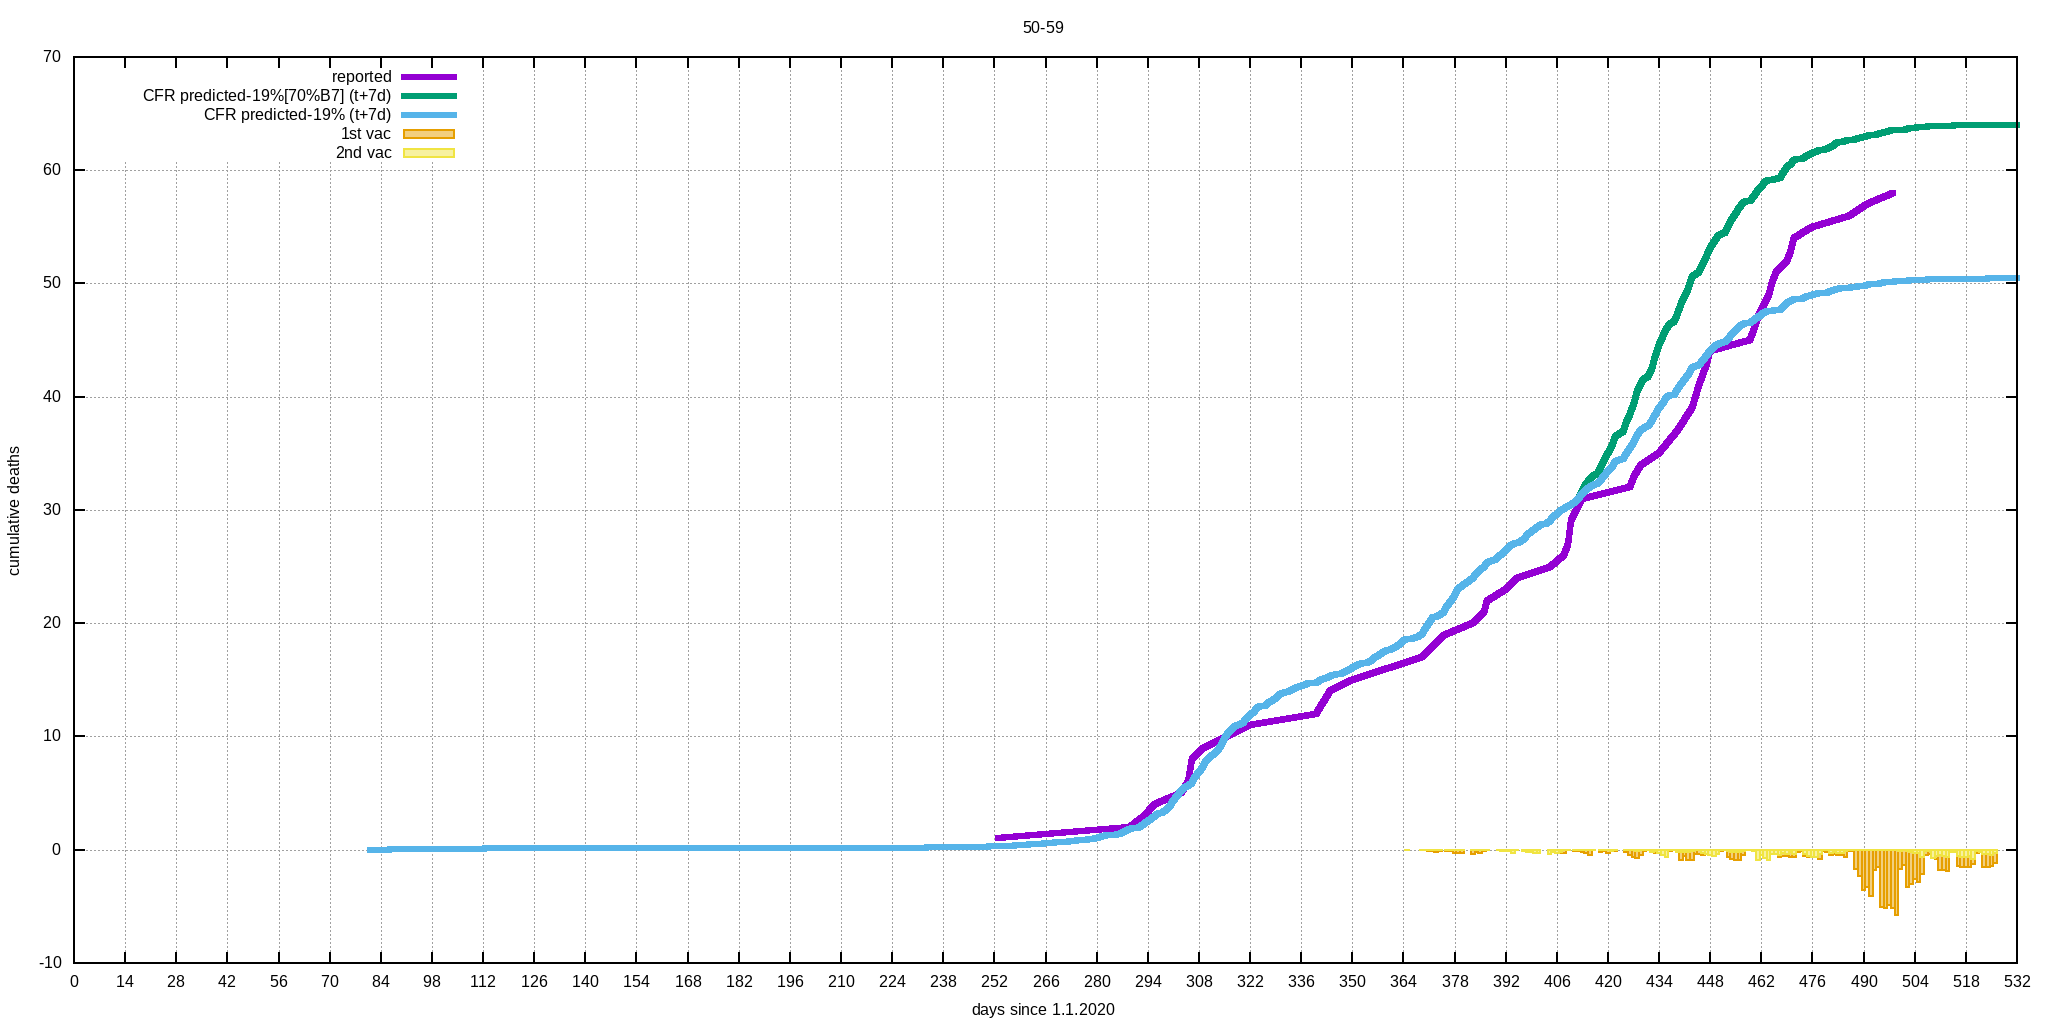 50-59
70
60
50
40
30
20
10
0
-10
cumulative deaths
reported
CFR predicted-19%[70%B7] (t+7d)
CFR predicted-19% (t+7d)
1st vac
2nd vac
0 14 28 42 56 70 84 98 112 126 140 154 168 182 196 210 224 238 252 266 280 294 308 322 336 350 364 378 392 406 420 434 448 462 476 490 504 518 532
days since 1.1.2020